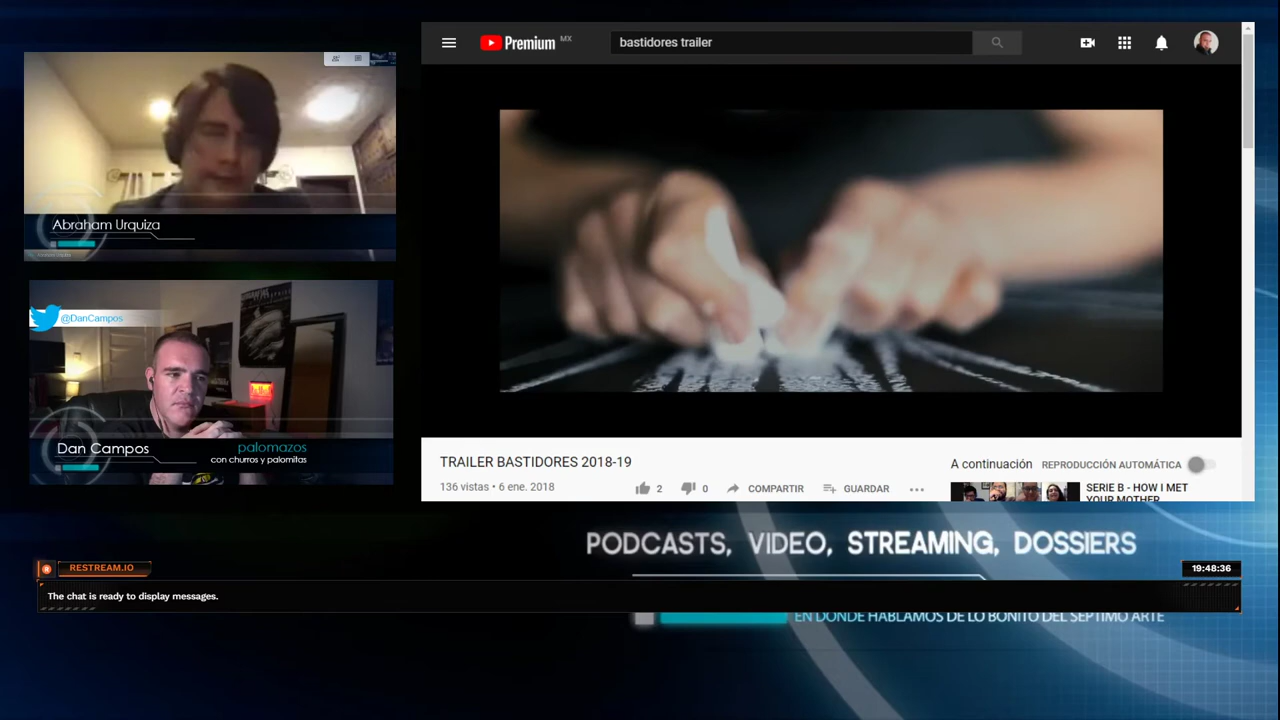 Premium MX
bastidores trailer
Abraham Urquiza
@DanCampos
Dan Campos
palomazos
con churros y palomitas
TRAILER BASTIDORES 2018-19
136 vistas • 6 ene. 2018
2
0
COMPARTIR
GUARDAR
A continuación
REPRODUCCIÓN AUTOMÁTICA
SERIE B - HOW I MET
YOUR MOTHER
PODCASTS, VIDEO, STREAMING, DOSSIERS
RESTREAM.IO
19:48:36
The chat is ready to display messages.
EN DONDE HABLAMOS DE LO BONITO DEL SÉPTIMO ARTE